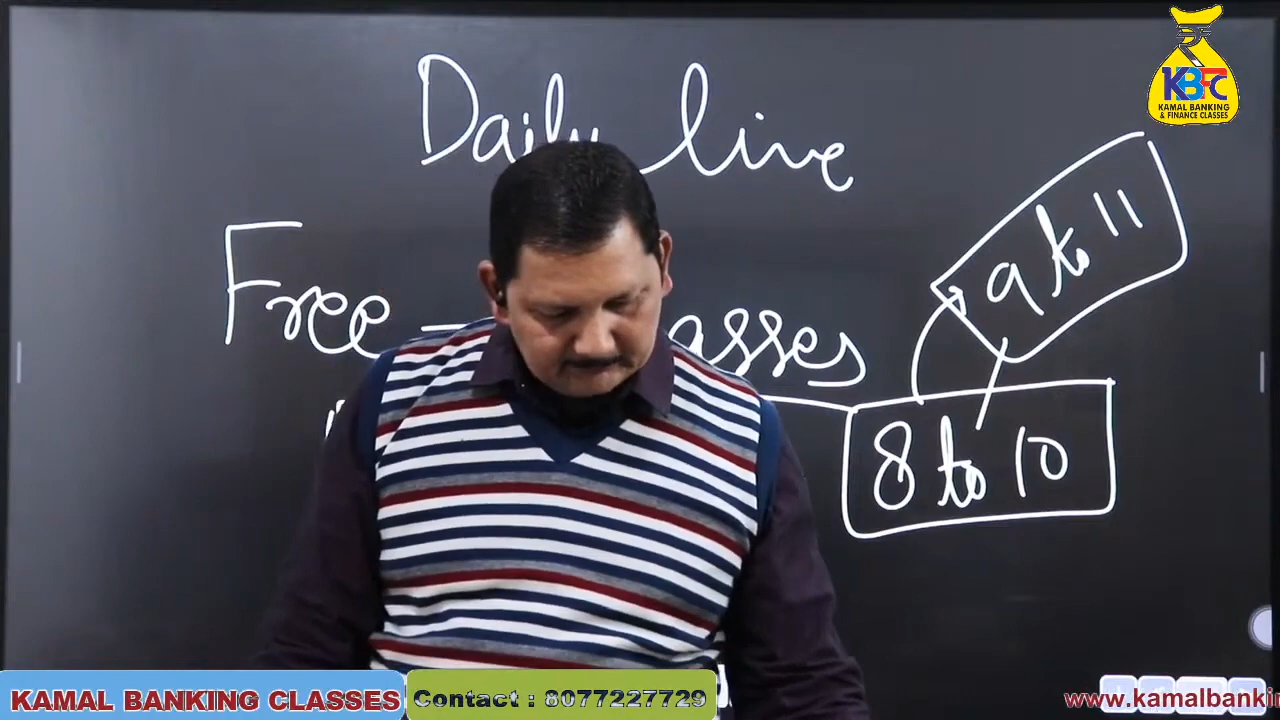 Daily live
Free - classes
9 to 11
8 to 10
KBFC
KAMAL BANKING
& FINANCE CLASSES
KAMAL BANKING CLASSES
Contact : 8077227729
www.kamalbanki